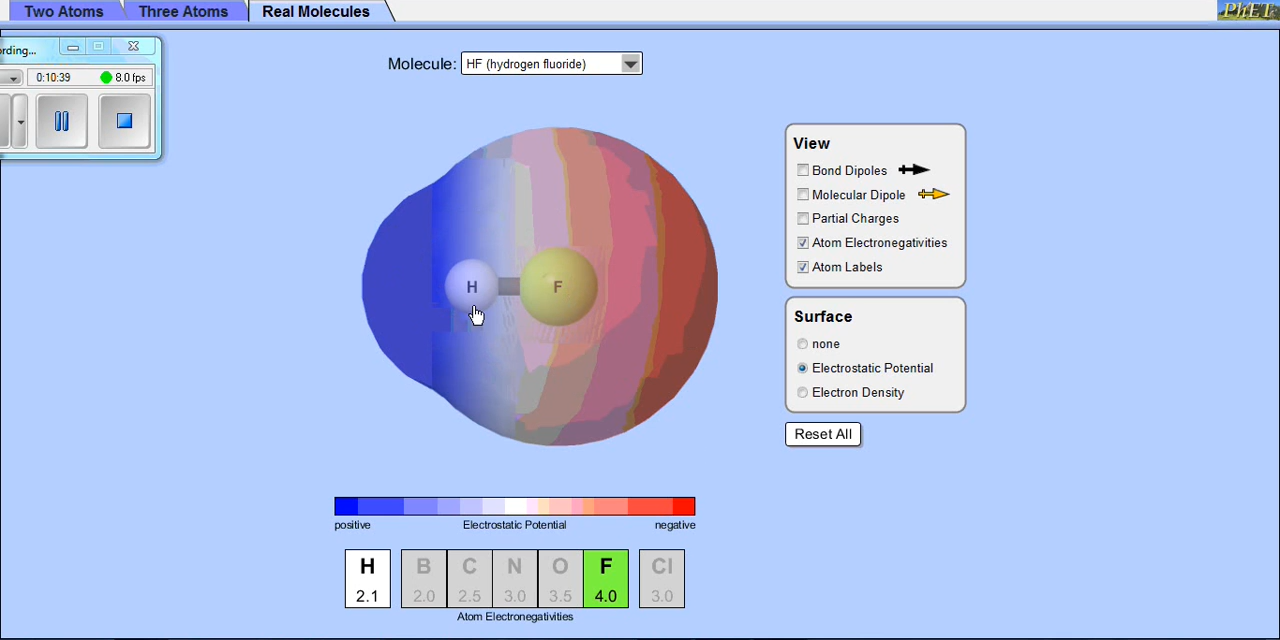 Two Atoms
Three Atoms
Real Molecules
PhET
rding...
0:10:39
8.0 fps
Molecule: HF (hydrogen fluoride)
H
F
View
Bond Dipoles
Molecular Dipole
Partial Charges
Atom Electronegativities
Atom Labels
Surface
none
Electrostatic Potential
Electron Density
Reset All
positive Electrostatic Potential negative
H B C N O F Cl
2.1 2.0 2.5 3.0 3.5 4.0 3.0
Atom Electronegativities